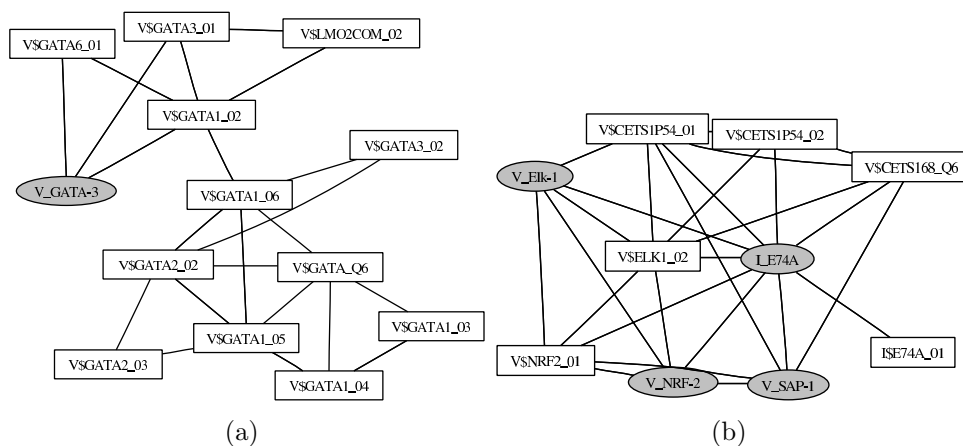 V$GATA3_01
V$LMO2COM_02
V$GATA6_01
V$GATA1_02
V$GATA3_02
V_GATA-3
V$GATA1_06
V$GATA2_02
V$GATA_Q6
V$GATA1_03
V$GATA1_05
V$GATA2_03
V$GATA1_04
(a)
V$CETS1P54_01
V$CETS1P54_02
V$CETS168_Q6
V_Elk-1
V$ELK1_02
I_E74A
I$E74A_01
V$NRF2_01
V_NRF-2
V_SAP-1
(b)